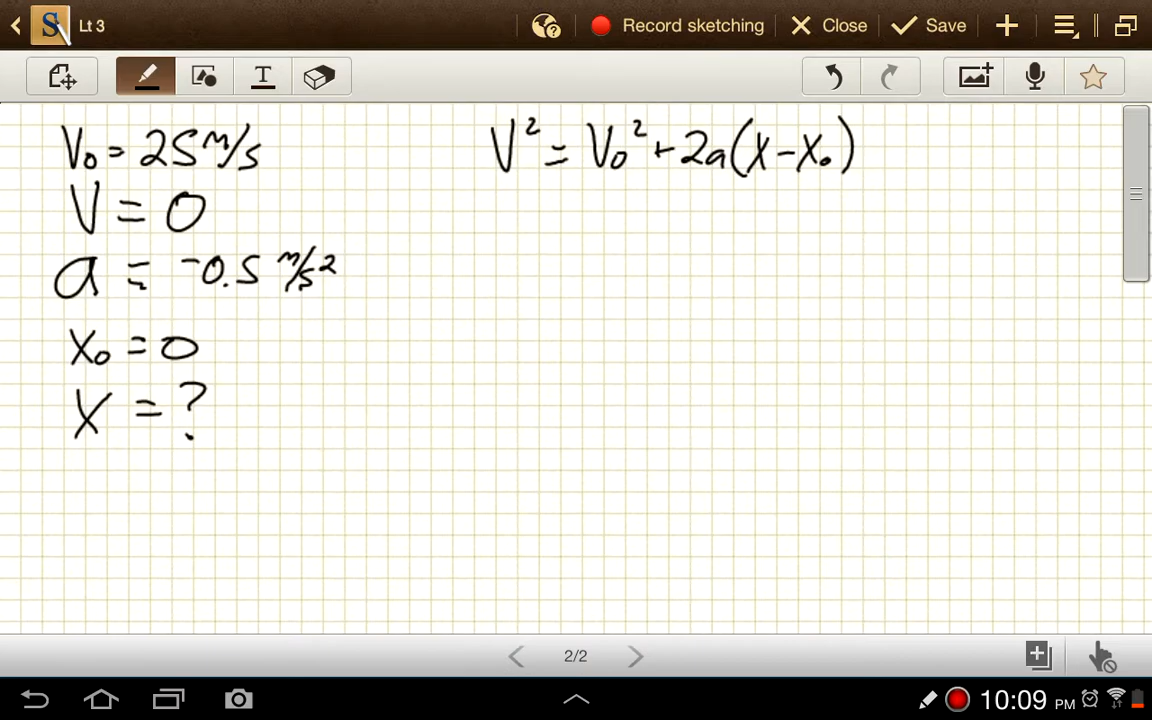 S Lt 3 Record sketching Close Save
V₀ = 25 m/s
V = 0
a = -0.5 m/s²
x₀ = 0
x = ?
V² = V₀² + 2a(x - x₀)
2/2
10:09 PM